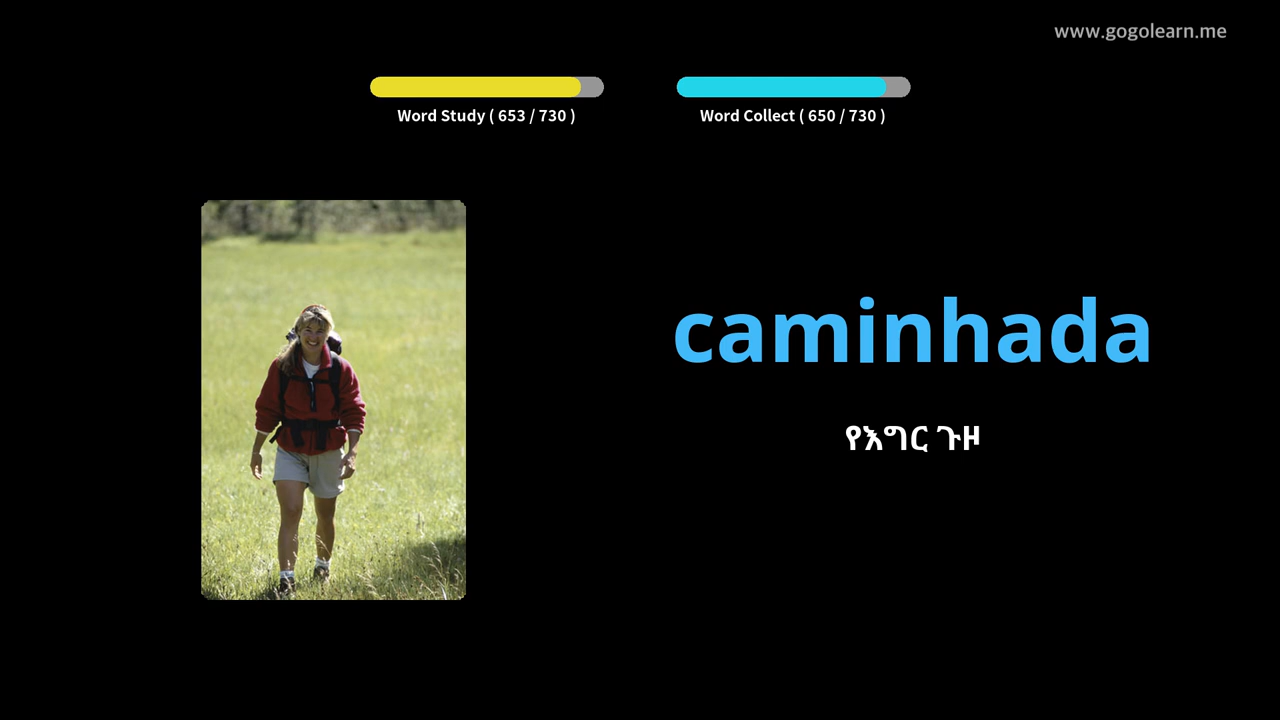 www.gogolearn.me
Word Study ( 653 / 730 )
Word Collect ( 650 / 730 )
caminhada
የእግር ጉዞ